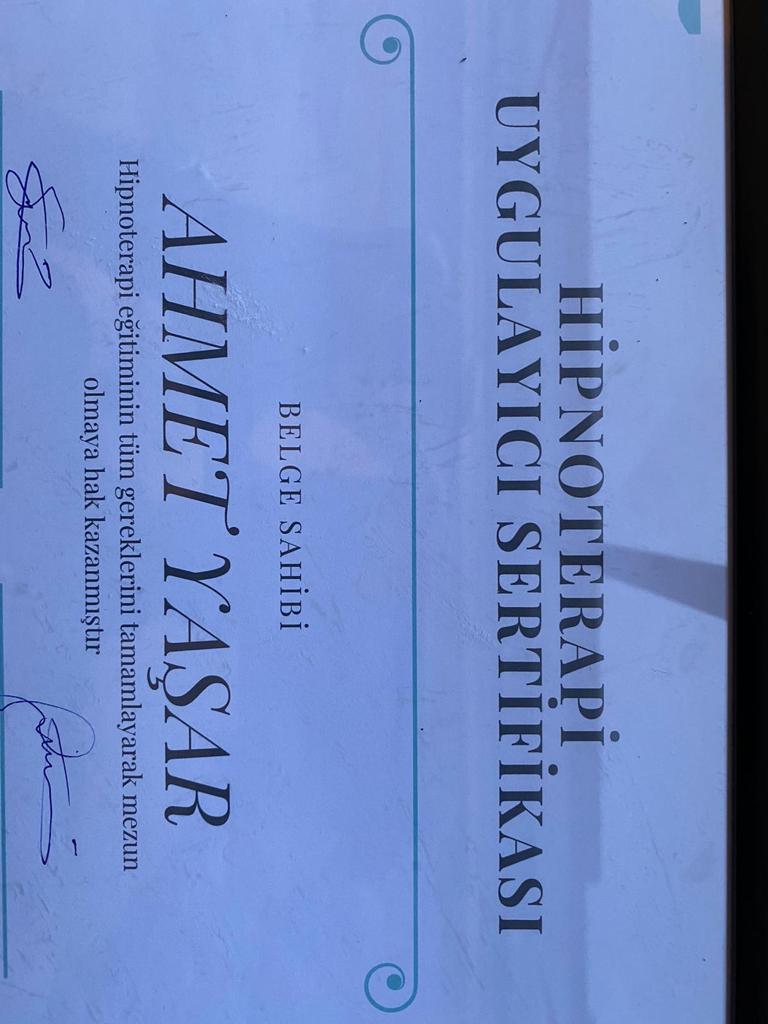 HİPNOTERAPİ
UYGULAYICI SERTİFİKASI
BELGE SAHİBİ
AHMET YAŞAR
Hipnoterapi eğitiminin tüm gereklerini tamamlayarak mezun
olmaya hak kazanmıştır